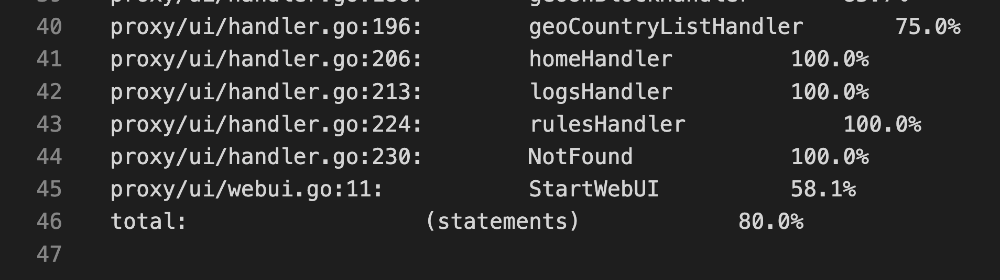 40 proxy/ui/handler.go:196: geoCountryListHandler 75.0%
41 proxy/ui/handler.go:206: homeHandler 100.0%
42 proxy/ui/handler.go:213: logsHandler 100.0%
43 proxy/ui/handler.go:224: rulesHandler 100.0%
44 proxy/ui/handler.go:230: NotFound 100.0%
45 proxy/ui/webui.go:11: StartWebUI 58.1%
46 total: (statements) 80.0%
47